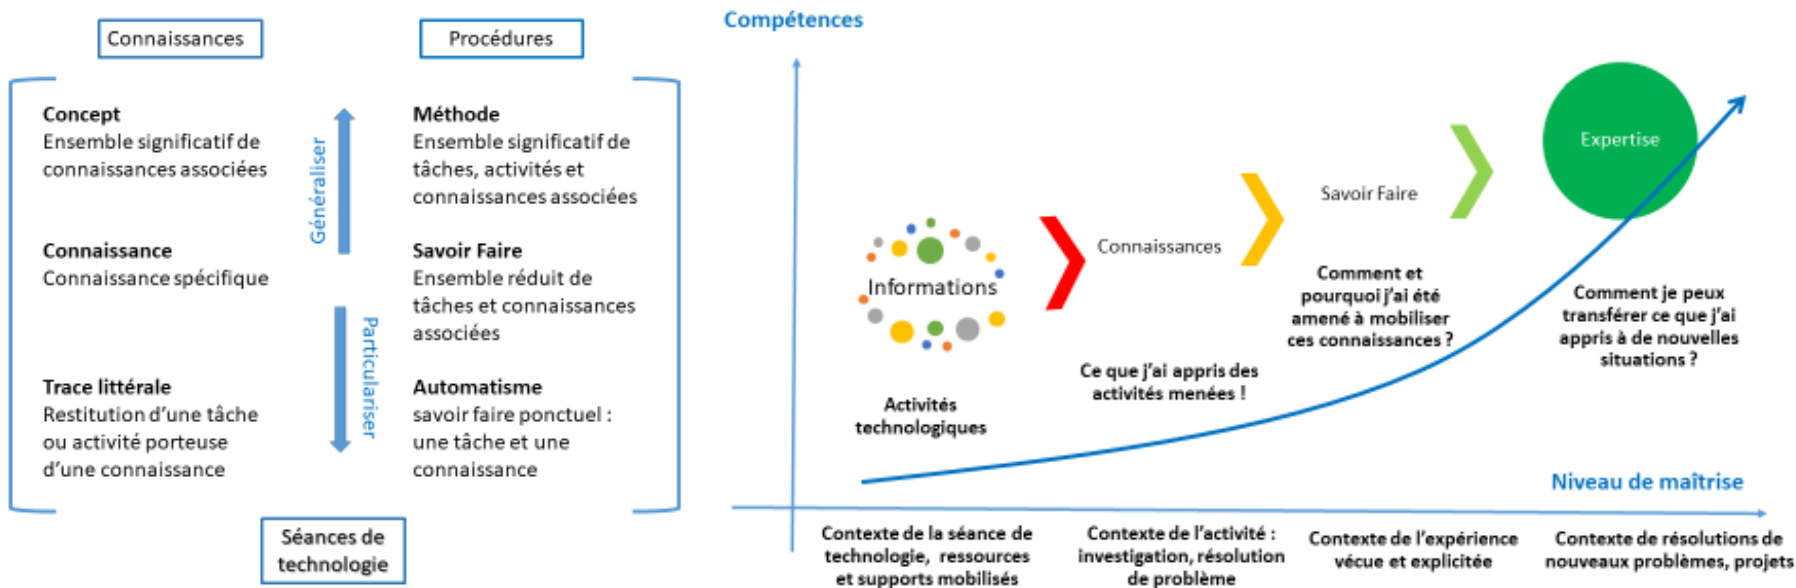 Connaissances
Procédures
Concept
Ensemble significatif de
connaissances associées
Généraliser
Méthode
Ensemble significatif de
tâches, activités et
connaissances associées
Connaissance
Connaissance spécifique
Savoir Faire
Ensemble réduit de
tâches et connaissances
associées
Particulariser
Trace littérale
Restitution d'une tâche
ou activité porteuse
d'une connaissance
Automatisme
savoir faire ponctuel :
une tâche et une
connaissance
Séances de
technologie
Compétences
Informations
Activités
technologiques
Connaissances
Ce que j'ai appris des
activités menées !
Savoir Faire
Comment et
pourquoi j'ai été
amené à mobiliser
ces connaissances ?
Expertise
Comment je peux
transférer ce que j'ai
appris à de nouvelles
situations ?
Niveau de maîtrise
Contexte de la séance de
technologie, ressources
et supports mobilisés
Contexte de l'activité :
investigation, résolution
de problème
Contexte de l'expérience
vécue et explicitée
Contexte de résolutions de
nouveaux problèmes, projets